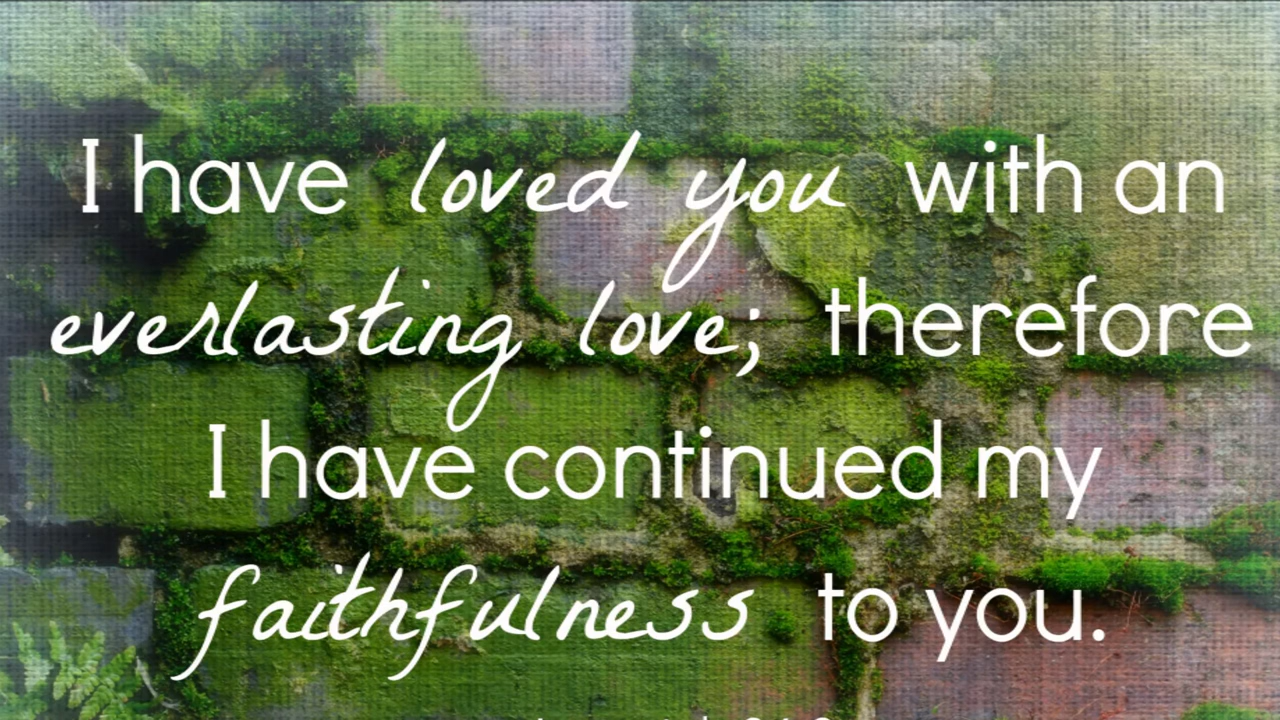 I have loved you with an
everlasting love; therefore
I have continued my
faithfulness to you.